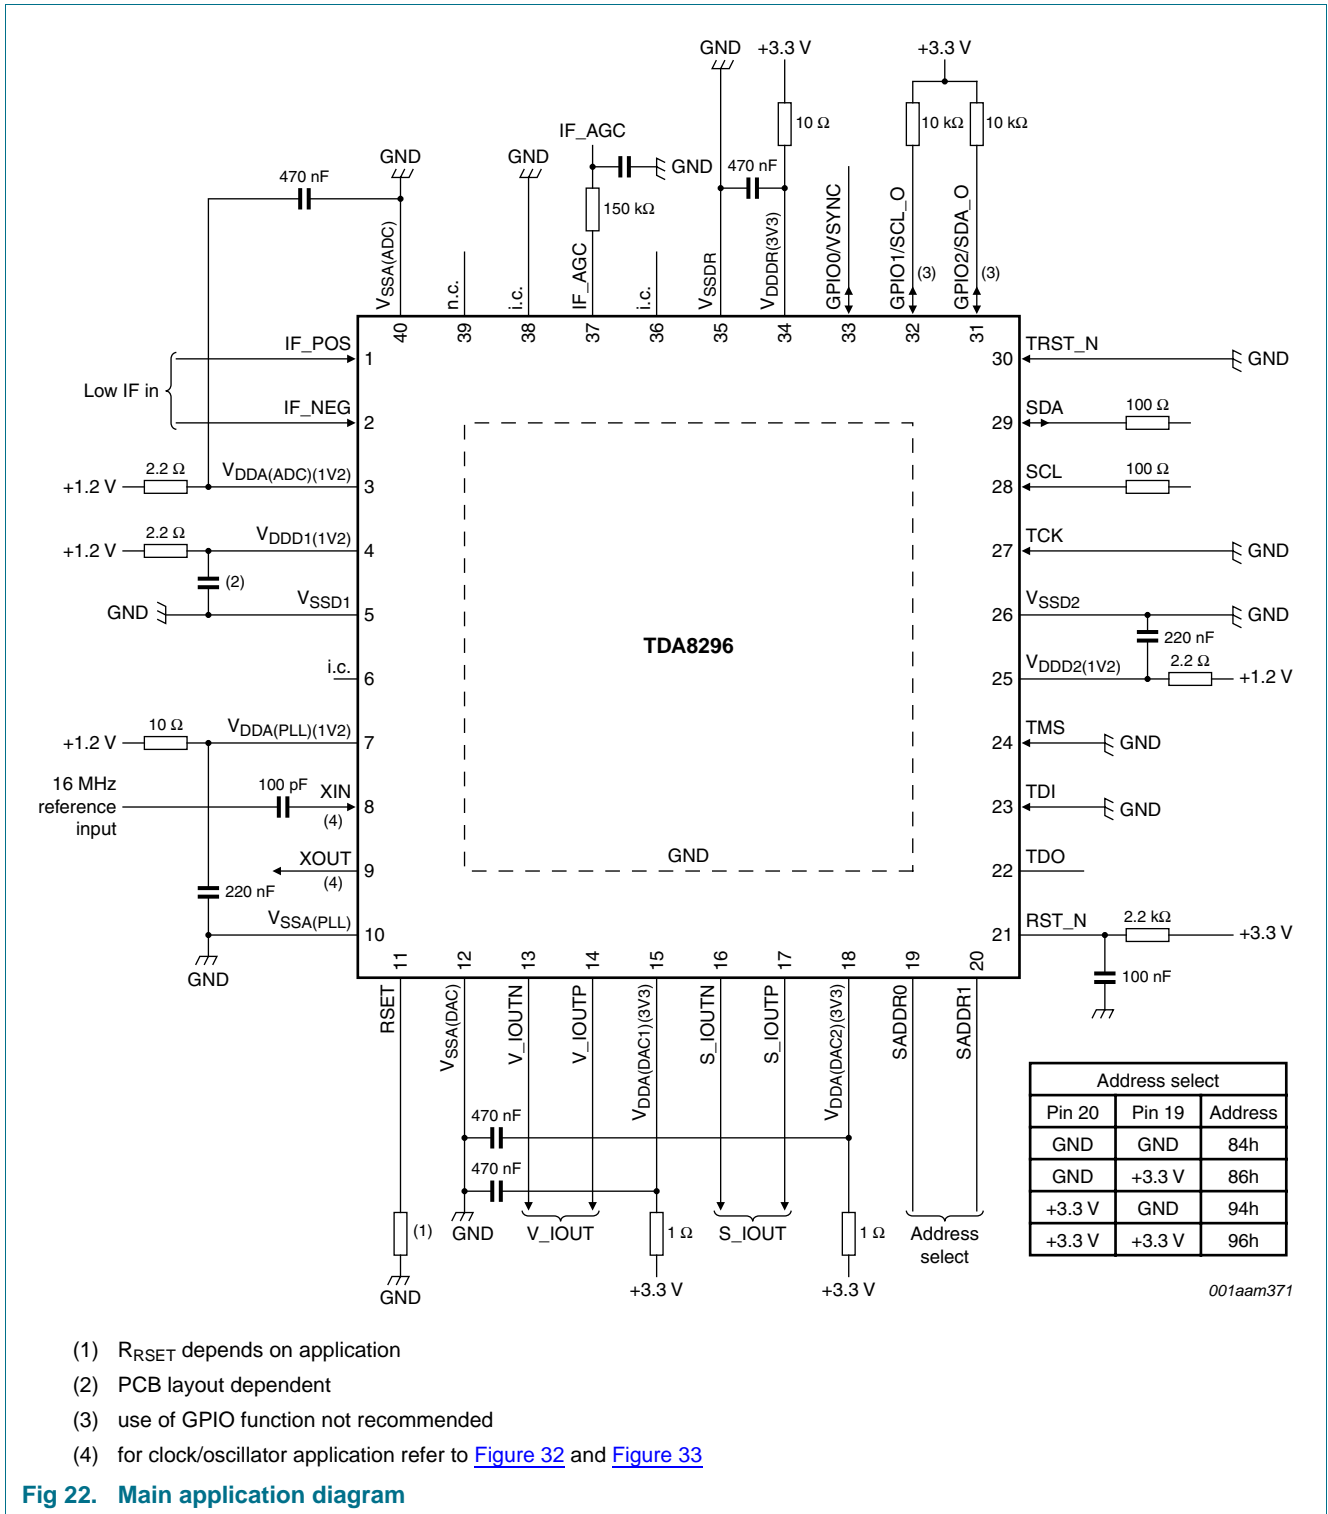 GND +3.3 V +3.3 V
10 Ω
10 kΩ 10 kΩ
IF_AGC
GND
GND
GND
470 nF
470 nF
150 kΩ
VSSA(ADC)
n.c.
i.c.
IF_AGC
i.c.
VSSDR
VDDDR(3V3)
GPIO0/VSYNC
GPIO1/SCL_O
(3)
GPIO2/SDA_O
(3)
40 39 38 37 36 35 34 33 32 31
Low IF in
IF_POS
1
IF_NEG
2
+1.2 V 2.2 Ω VDDA(ADC)(1V2) 3
+1.2 V 2.2 Ω VDDD1(1V2) 4
(2)
GND VSSD1 5
i.c. 6
+1.2 V 10 Ω VDDA(PLL)(1V2) 7
16 MHz
reference
input
100 pF XIN 8
(4)
XOUT 9
(4)
220 nF
VSSA(PLL) 10
GND
TDA8296
GND
30 TRST_N GND
29 SDA 100 Ω
28 SCL 100 Ω
27 TCK GND
26 VSSD2 GND
220 nF
25 VDDD2(1V2) 2.2 Ω +1.2 V
24 TMS GND
23 TDI GND
22 TDO
21 RST_N 2.2 kΩ +3.3 V
100 nF
11 12 13 14 15 16 17 18 19 20
RSET
VSSA(DAC)
V_IOUTN
V_IOUTP
VDDA(DAC1)(3V3)
S_IOUTN
S_IOUTP
VDDA(DAC2)(3V3)
SADDR0
SADDR1
470 nF
470 nF
(1)
GND
GND
V_IOUT
1 Ω
+3.3 V
S_IOUT
1 Ω
+3.3 V
Address
select
Address select
Pin 20 Pin 19 Address
GND GND 84h
GND +3.3 V 86h
+3.3 V GND 94h
+3.3 V +3.3 V 96h
001aam371
(1) RRSET depends on application
(2) PCB layout dependent
(3) use of GPIO function not recommended
(4) for clock/oscillator application refer to Figure 32 and Figure 33
Fig 22. Main application diagram